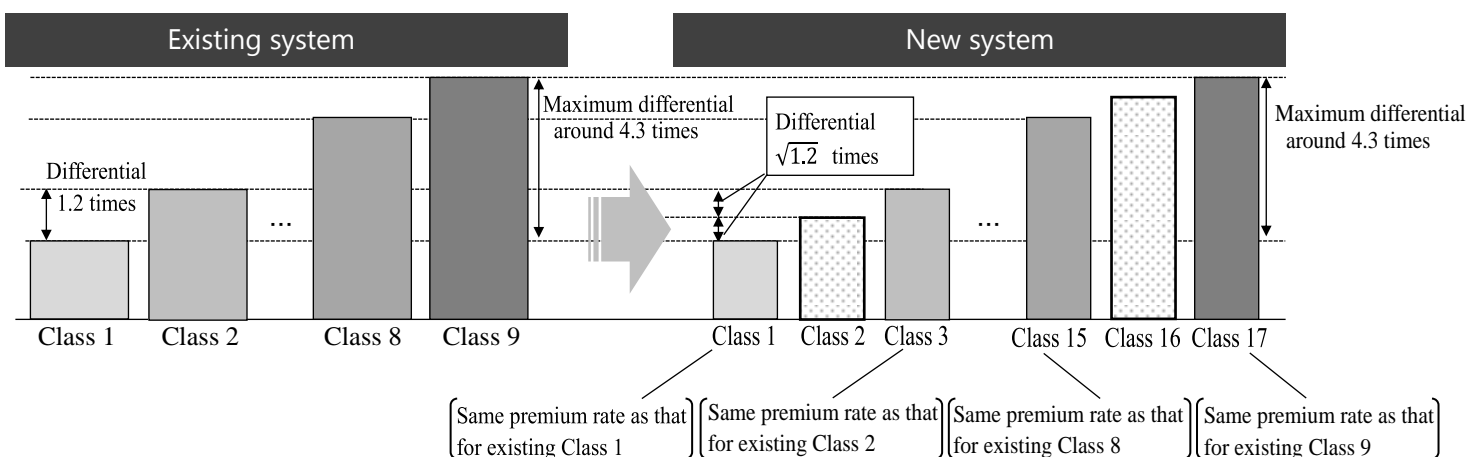 Existing system
New system
Maximum differential
around 4.3 times
Differential
1.2 times
...
Class 1
Class 2
Class 8
Class 9
Differential
√1.2 times
Maximum differential
around 4.3 times
...
Class 1
Class 2
Class 3
Class 15
Class 16
Class 17
Same premium rate as that
for existing Class 1
Same premium rate as that
for existing Class 2
Same premium rate as that
for existing Class 8
Same premium rate as that
for existing Class 9